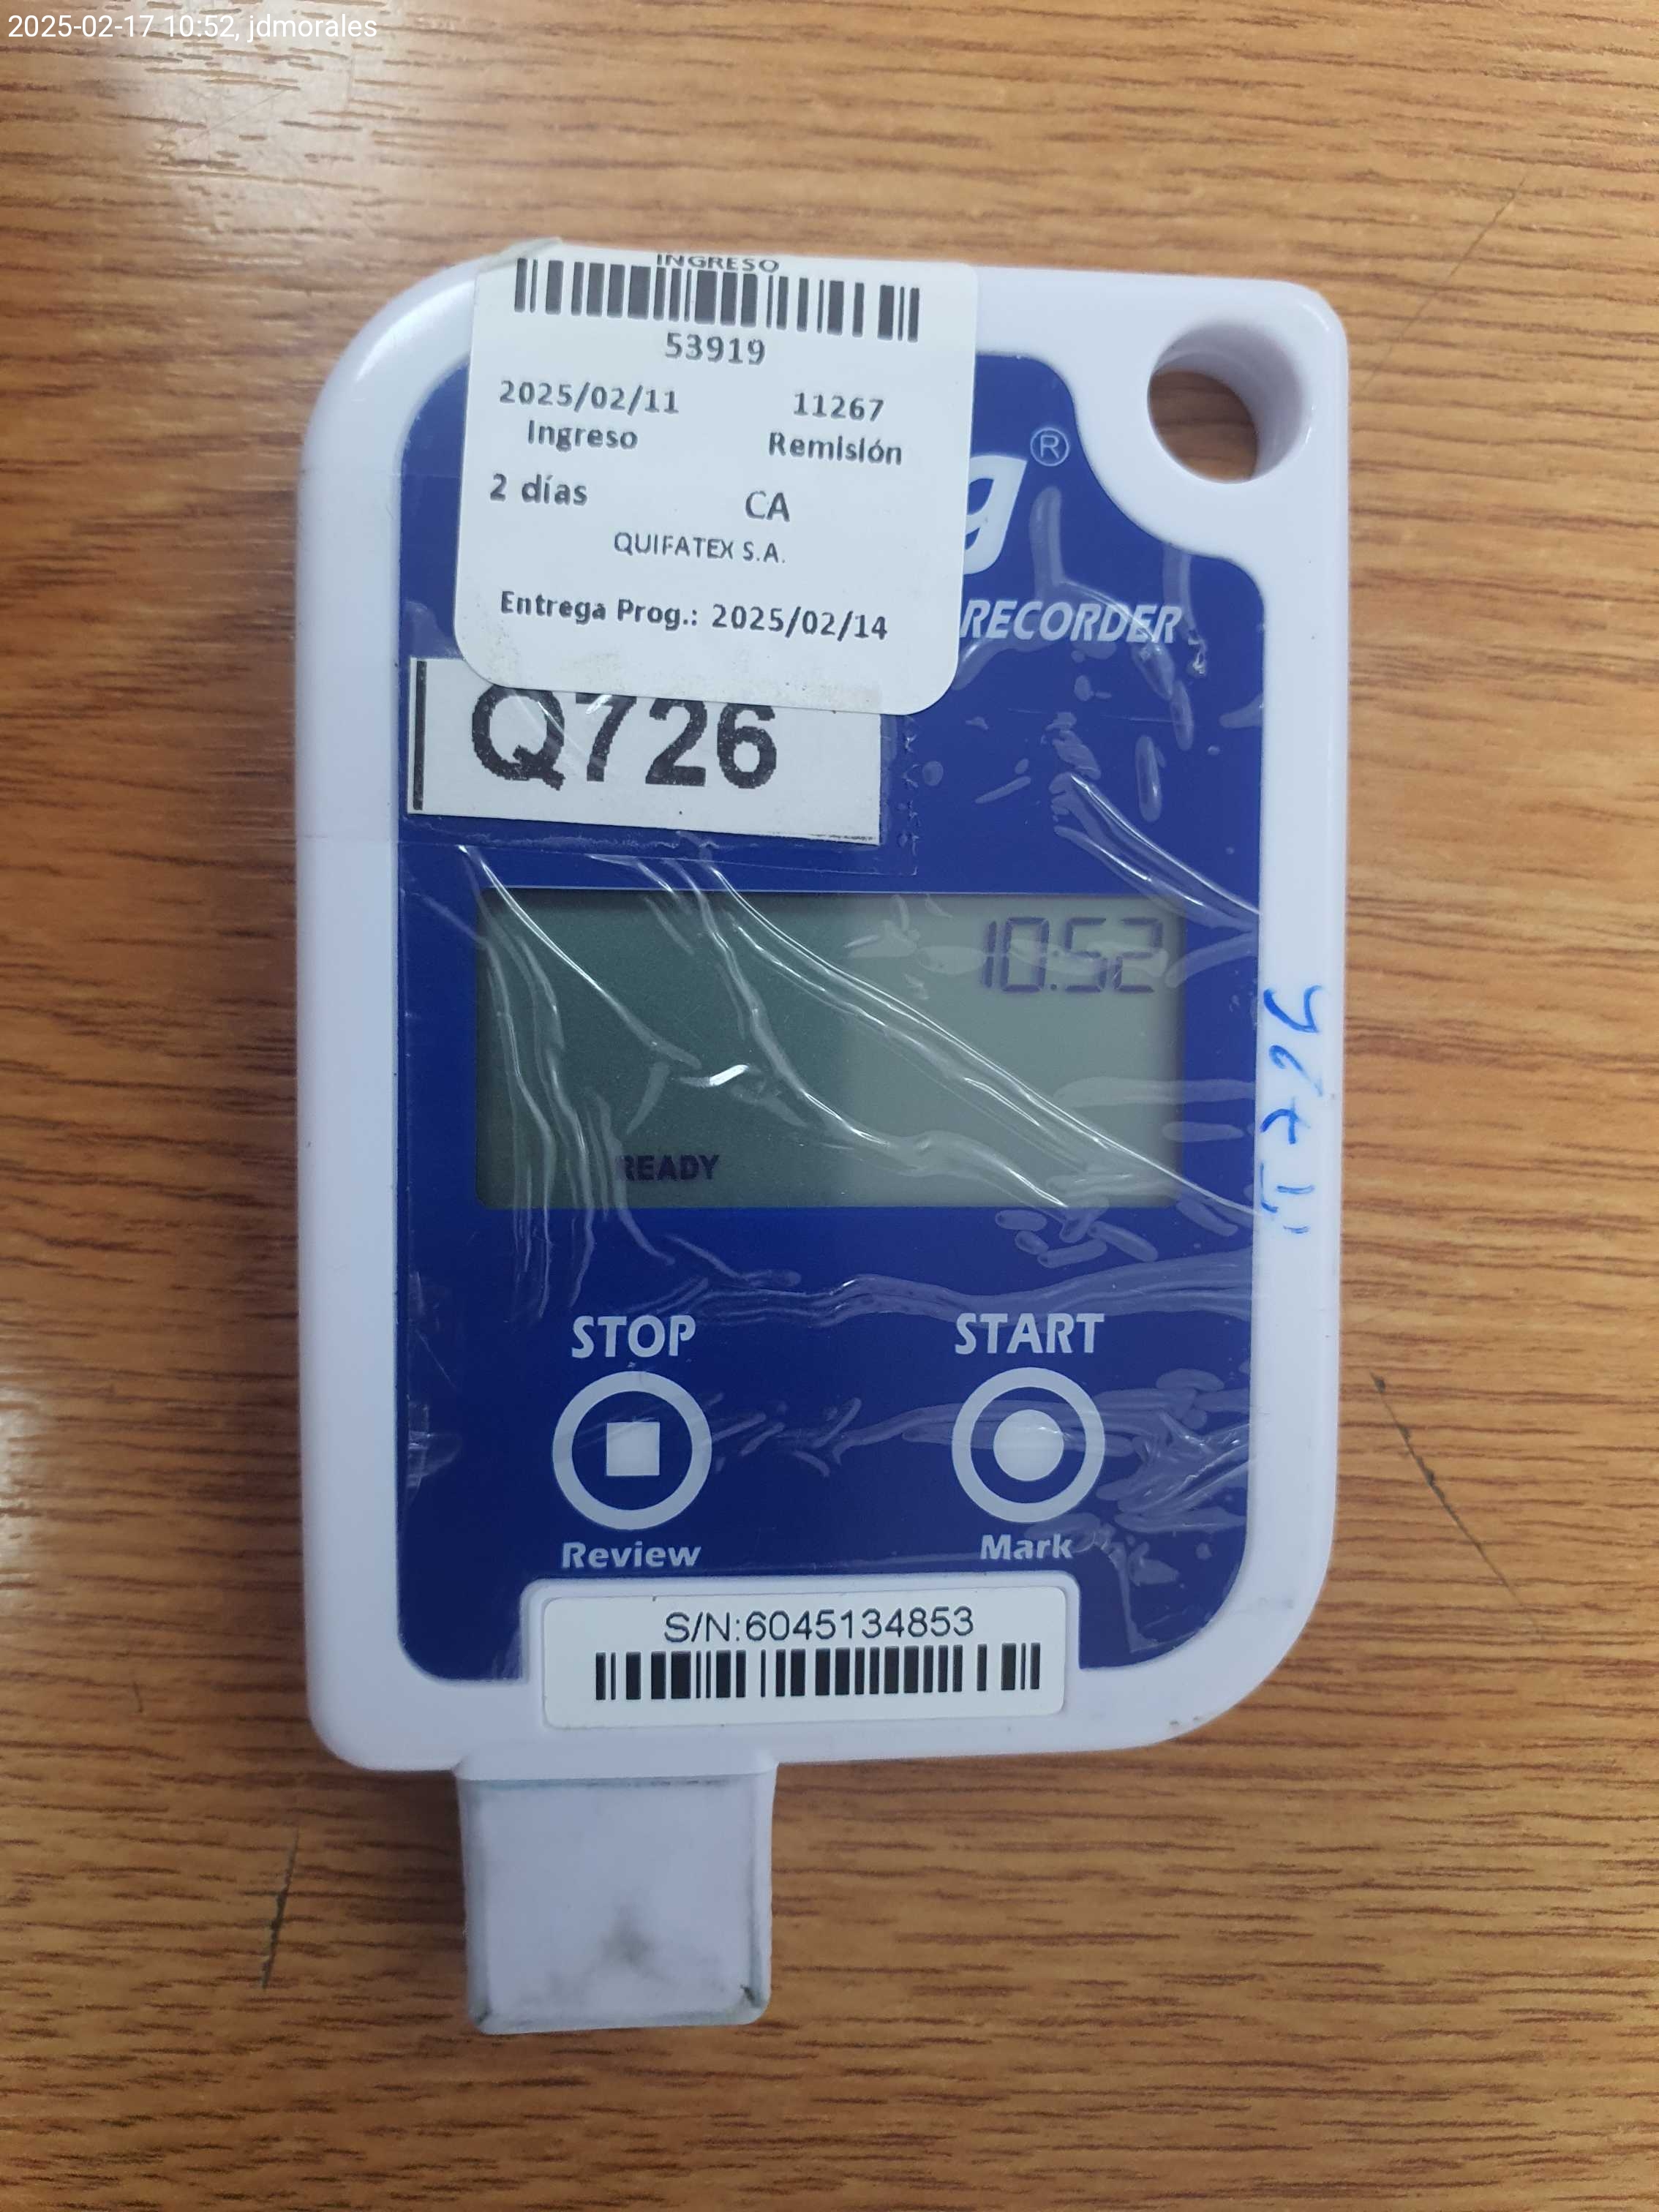 2025-02-17 10:52, jdmorales
INGRESO
53919
2025/02/11 11267
Ingreso Remisión
2 días CA
QUIFATEX S.A.
Entrega Prog.: 2025/02/14
g®
RECORDER
Q726
10.52
READY
STOP START
Review Mark
S/N:6045134853